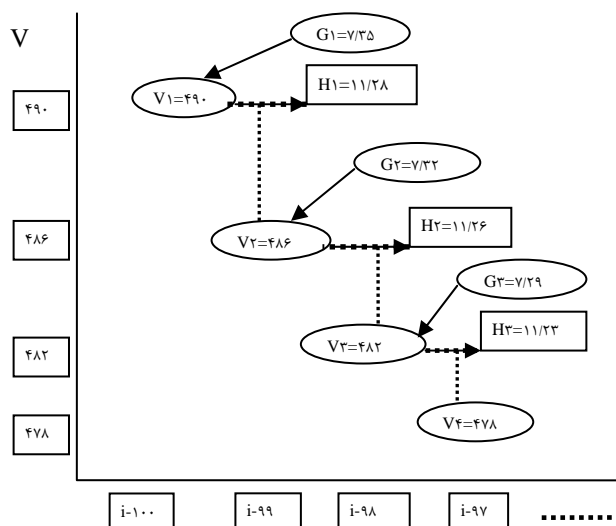 V
G۱=۷/۳۵
V۱=۴۹۰
H۱=۱۱/۲۸
۴۹۰
G۲=۷/۳۲
V۲=۴۸۶
H۲=۱۱/۲۶
۴۸۶
G۳=۷/۲۹
V۳=۴۸۲
H۳=۱۱/۲۳
۴۸۲
V۴=۴۷۸
۴۷۸
i-۱۰۰
i-۹۹
i-۹۸
i-۹۷